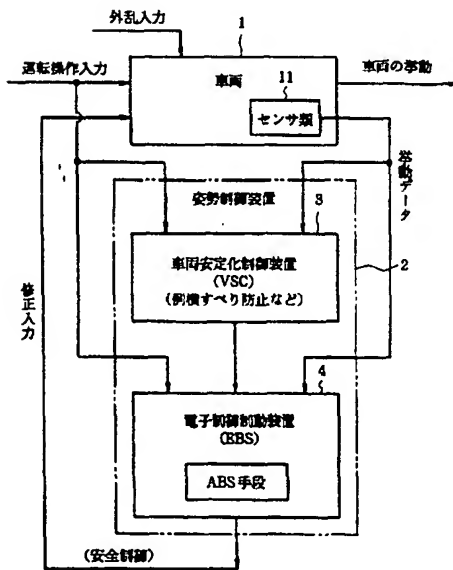 外乱入力
1
運転操作入力
車両
車両の挙動
11
センサ類
挙動データ
姿勢制御装置
3
車両安定化制御装置
(VSC)
(例横すべり防止など)
2
修正入力
4
電子制御制動装置
(EBS)
ABS手段
(安全制御)